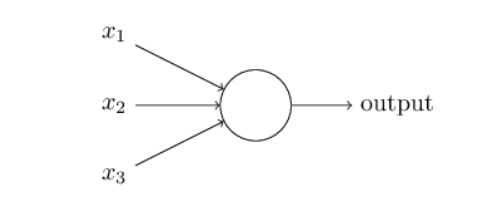 x₁
x₂
output
x₃